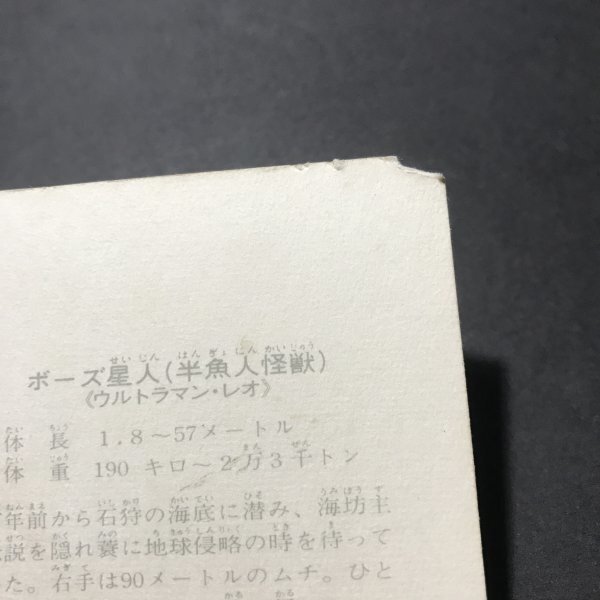 ボーズ星人(半魚人怪獣)
《ウルトラマン・レオ》
体長 1.8〜57メートル
体重 190キロ〜2万3千トン
年前から石狩の海底に潜み、海坊主
説を隠れ蓑に地球侵略の時を待って
た。右手は90メートルのムチ。ひと